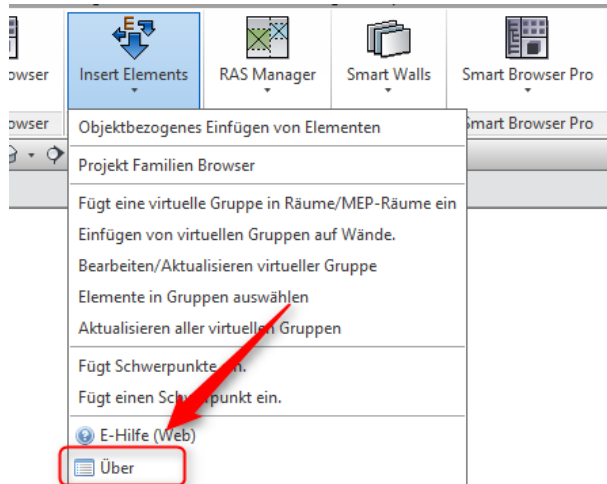 owser
Insert Elements
RAS Manager
Smart Walls
Smart Browser Pro
owser
Smart Browser Pro
Objektbezogenes Einfügen von Elementen
Projekt Familien Browser
Fügt eine virtuelle Gruppe in Räume/MEP-Räume ein
Einfügen von virtuellen Gruppen auf Wände.
Bearbeiten/Aktualisieren virtueller Gruppe
Elemente in Gruppen auswählen
Aktualisieren aller virtuellen Gruppen
Fügt Schwerpunkte ein.
Fügt einen Schwerpunkt ein.
E-Hilfe (Web)
Über